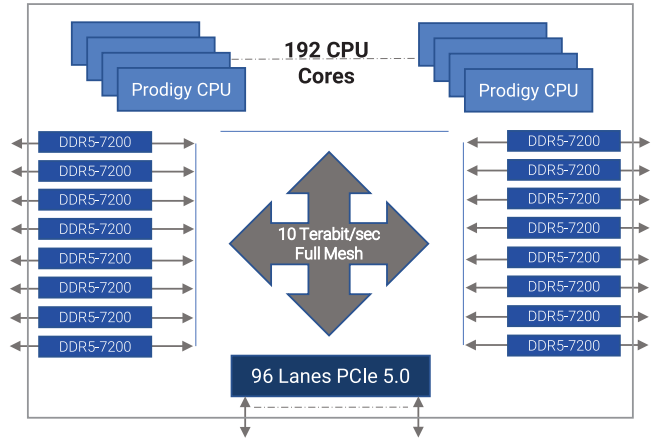 192 CPU
Cores
Prodigy CPU
Prodigy CPU
DDR5-7200
DDR5-7200
DDR5-7200
DDR5-7200
DDR5-7200
DDR5-7200
DDR5-7200
DDR5-7200
10 Terabit/sec
Full Mesh
DDR5-7200
DDR5-7200
DDR5-7200
DDR5-7200
DDR5-7200
DDR5-7200
DDR5-7200
DDR5-7200
96 Lanes PCIe 5.0